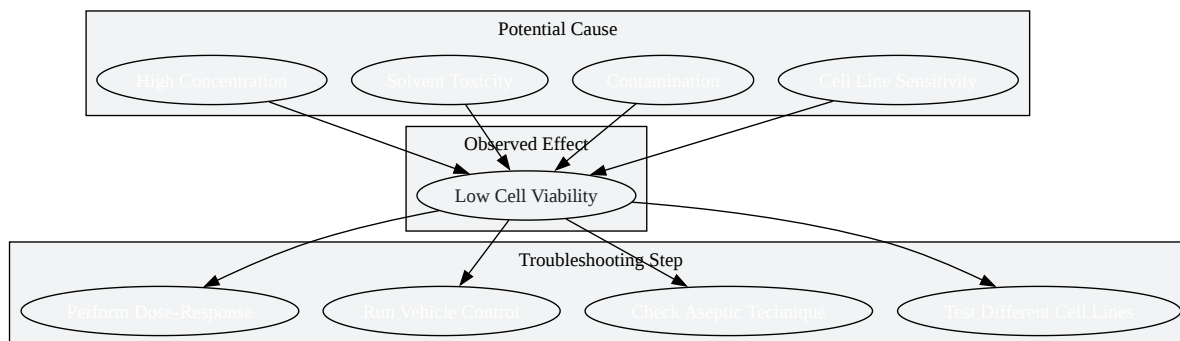 Potential Cause
High Concentration
Solvent Toxicity
Contamination
Cell Line Sensitivity
Observed Effect
Low Cell Viability
Troubleshooting Step
Perform Dose-Response
Run Vehicle Control
Check Aseptic Technique
Test Different Cell Lines